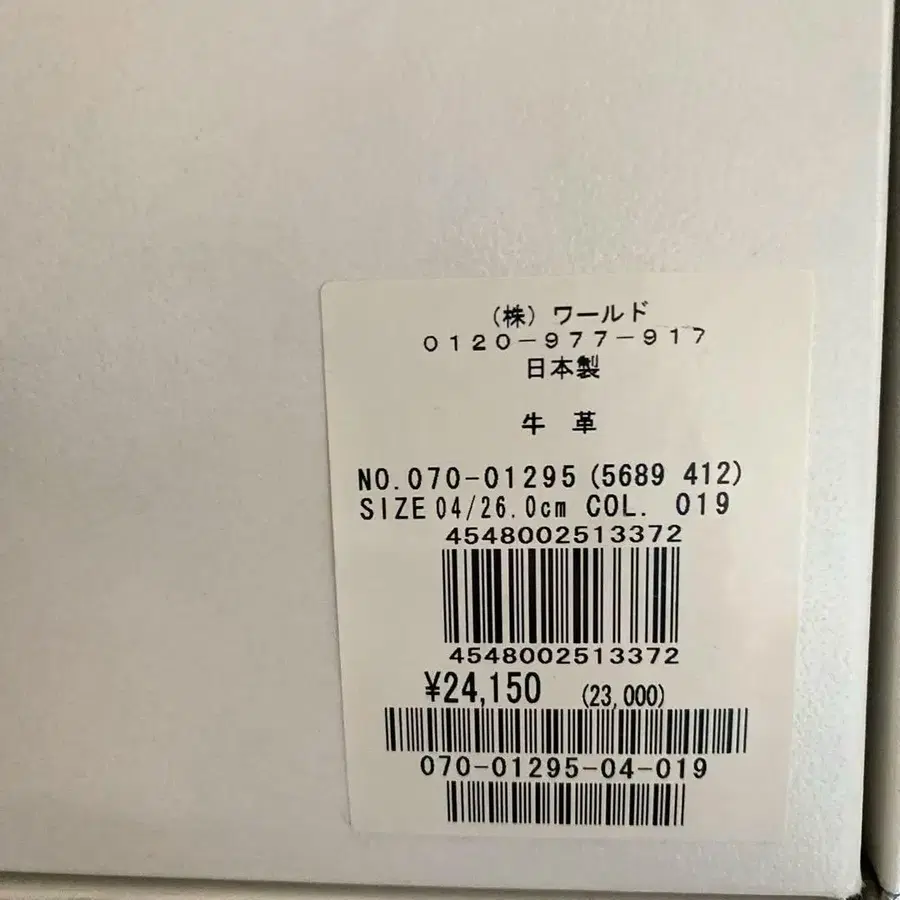 （株）ワールド
0120-977-917
日本製
牛 革
NO.070-01295(5689 412)
SIZE 04/26.0cm COL. 019
4548002513372
4548002513372
¥24,150 (23,000)
070-01295-04-019